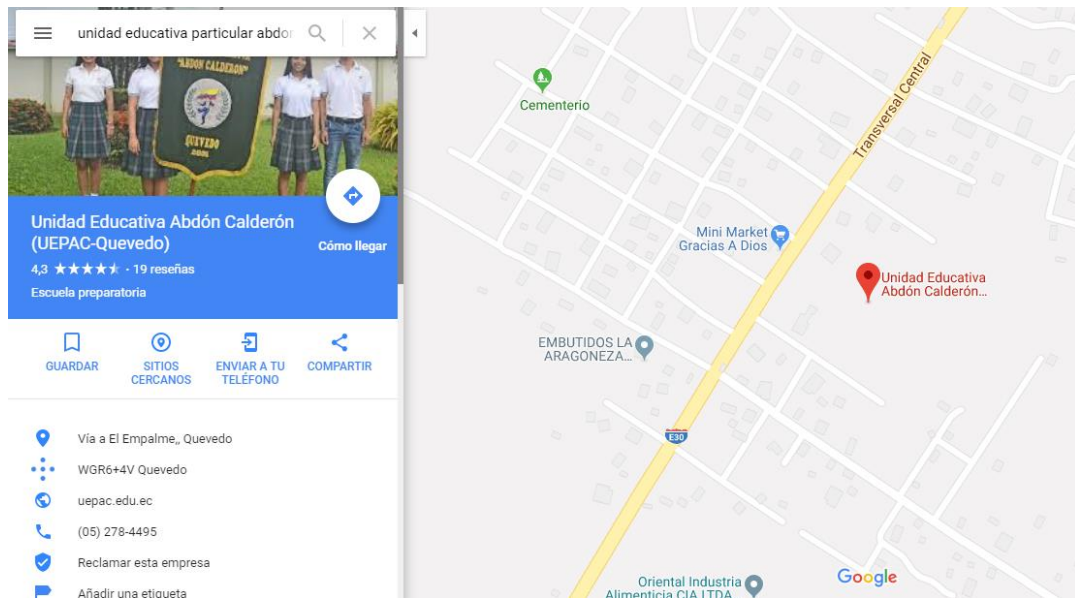 unidad educativa particular abdor
"ABDON CALDERON"
QUEVEDO
Unidad Educativa Abdón Calderón
(UEPAC-Quevedo)
Cómo llegar
4,3 · 19 reseñas
Escuela preparatoria
GUARDAR
SITIOS
CERCANOS
ENVIAR A TU
TELÉFONO
COMPARTIR
Vía a El Empalme,, Quevedo
WGR6+4V Quevedo
uepac.edu.ec
(05) 278-4495
Reclamar esta empresa
Añadir una etiqueta
Cementerio
Transversal Central
Mini Market
Gracias A Dios
Unidad Educativa
Abdón Calderón...
EMBUTIDOS LA
ARAGONEZA...
E30
Oriental Industria
Alimenticia CIA LTDA
Google